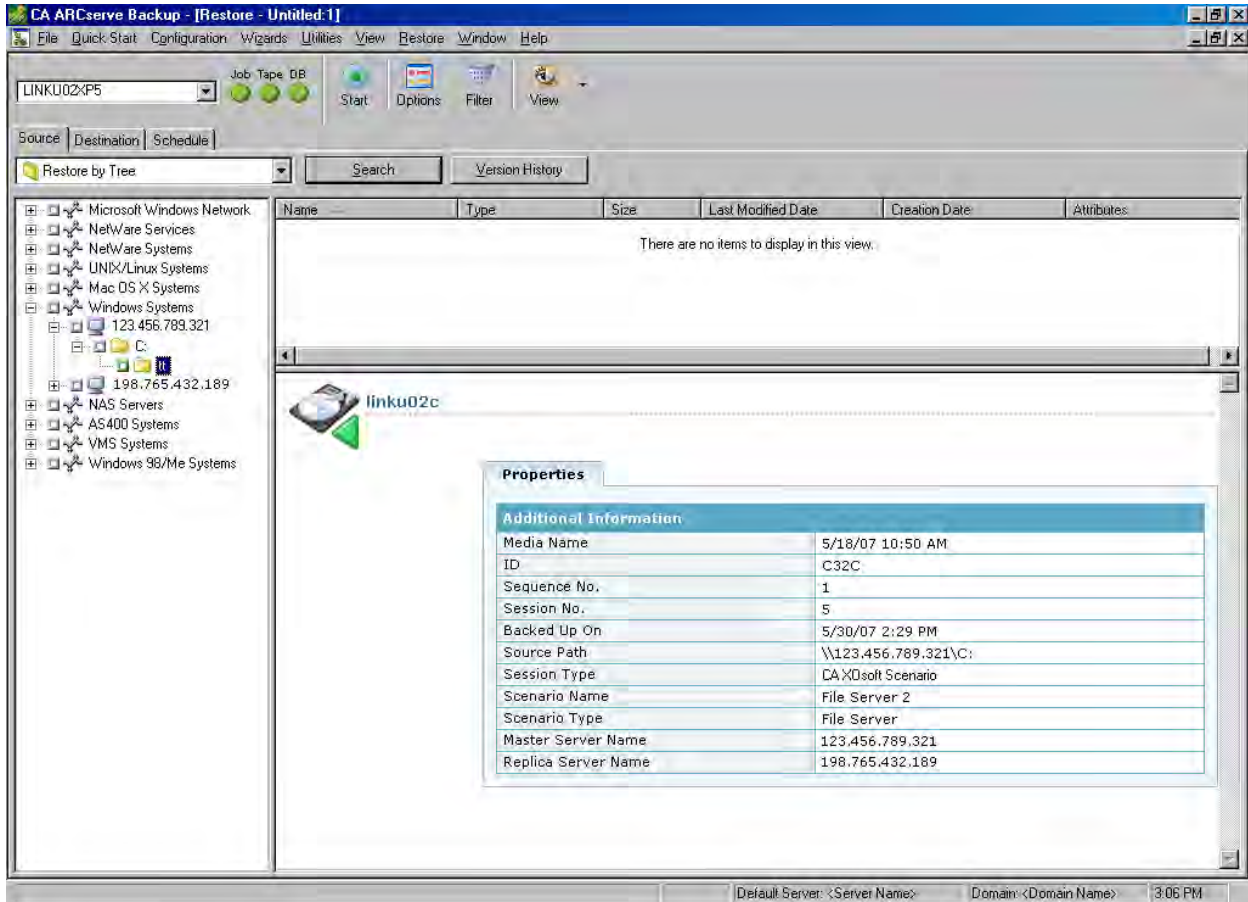 CA ARCserve Backup - [Restore - Untitled:1]
File Quick Start Configuration Wizards Utilities View Restore Window Help
LINKU02XP5
Job Tape DB
Start Options Filter View
Source Destination Schedule
Restore by Tree Search Version History
Microsoft Windows Network
NetWare Services
NetWare Systems
UNIX/Linux Systems
Mac OS X Systems
Windows Systems
123.456.789.321
C:
tt
198.765.432.189
NAS Servers
AS400 Systems
VMS Systems
Windows 98/Me Systems
Name Type Size Last Modified Date Creation Date Attributes
There are no items to display in this view.
linku02c
Properties
Additional Information
Media Name 5/18/07 10:50 AM
ID C32C
Sequence No. 1
Session No. 5
Backed Up On 5/30/07 2:29 PM
Source Path \\123.456.789.321\C:
Session Type CA XOsoft Scenario
Scenario Name File Server 2
Scenario Type File Server
Master Server Name 123.456.789.321
Replica Server Name 198.765.432.189
Default Server: <Server Name> Domain: <Domain Name> 3:06 PM